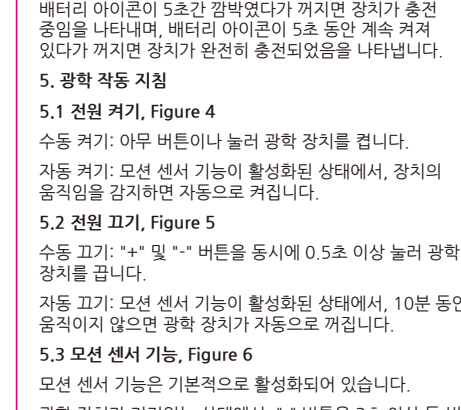 배터리 아이콘이 5초간 깜박였다가 꺼지면 장치가 충전
중임을 나타내며, 배터리 아이콘이 5초 동안 계속 켜져
있다가 꺼지면 장치가 완전히 충전되었음을 나타냅니다.
5. 광학 작동 지침
5.1 전원 켜기, Figure 4
수동 켜기: 아무 버튼이나 눌러 광학 장치를 켭니다.
자동 켜기: 모션 센서 기능이 활성화된 상태에서, 장치의
움직임을 감지하면 자동으로 켜집니다.
5.2 전원 끄기, Figure 5
수동 끄기: "+" 및 "-" 버튼을 동시에 0.5초 이상 눌러 광학
장치를 끕니다.
자동 끄기: 모션 센서 기능이 활성화된 상태에서, 10분 동안
움직이지 않으면 광학 장치가 자동으로 꺼집니다.
5.3 모션 센서 기능, Figure 6
모션 센서 기능은 기본적으로 활성화되어 있습니다.